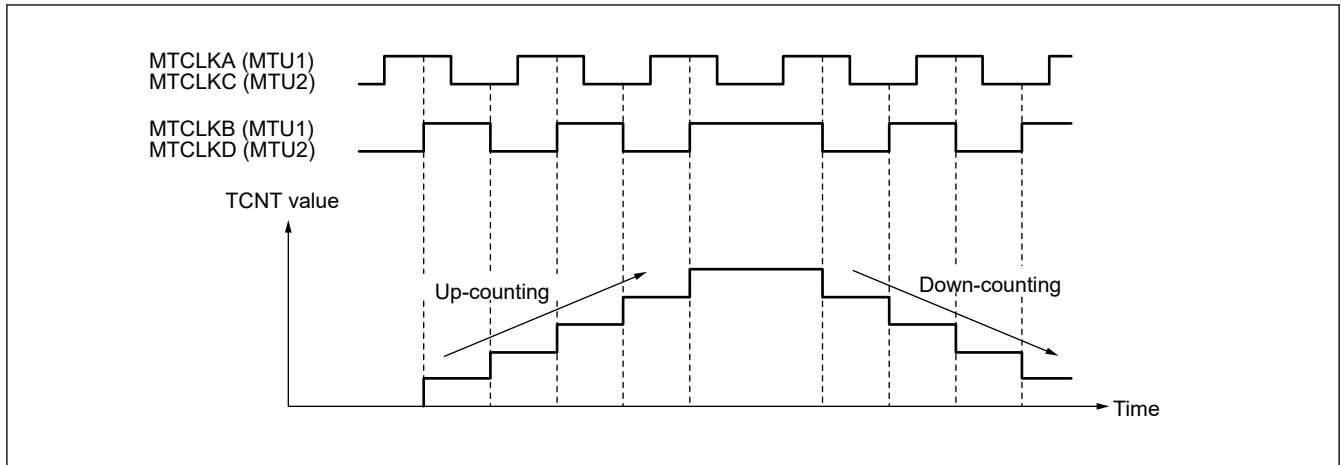 MTCLKA (MTU1)
MTCLKC (MTU2)
MTCLKB (MTU1)
MTCLKD (MTU2)
TCNT value
Up-counting
Down-counting
Time